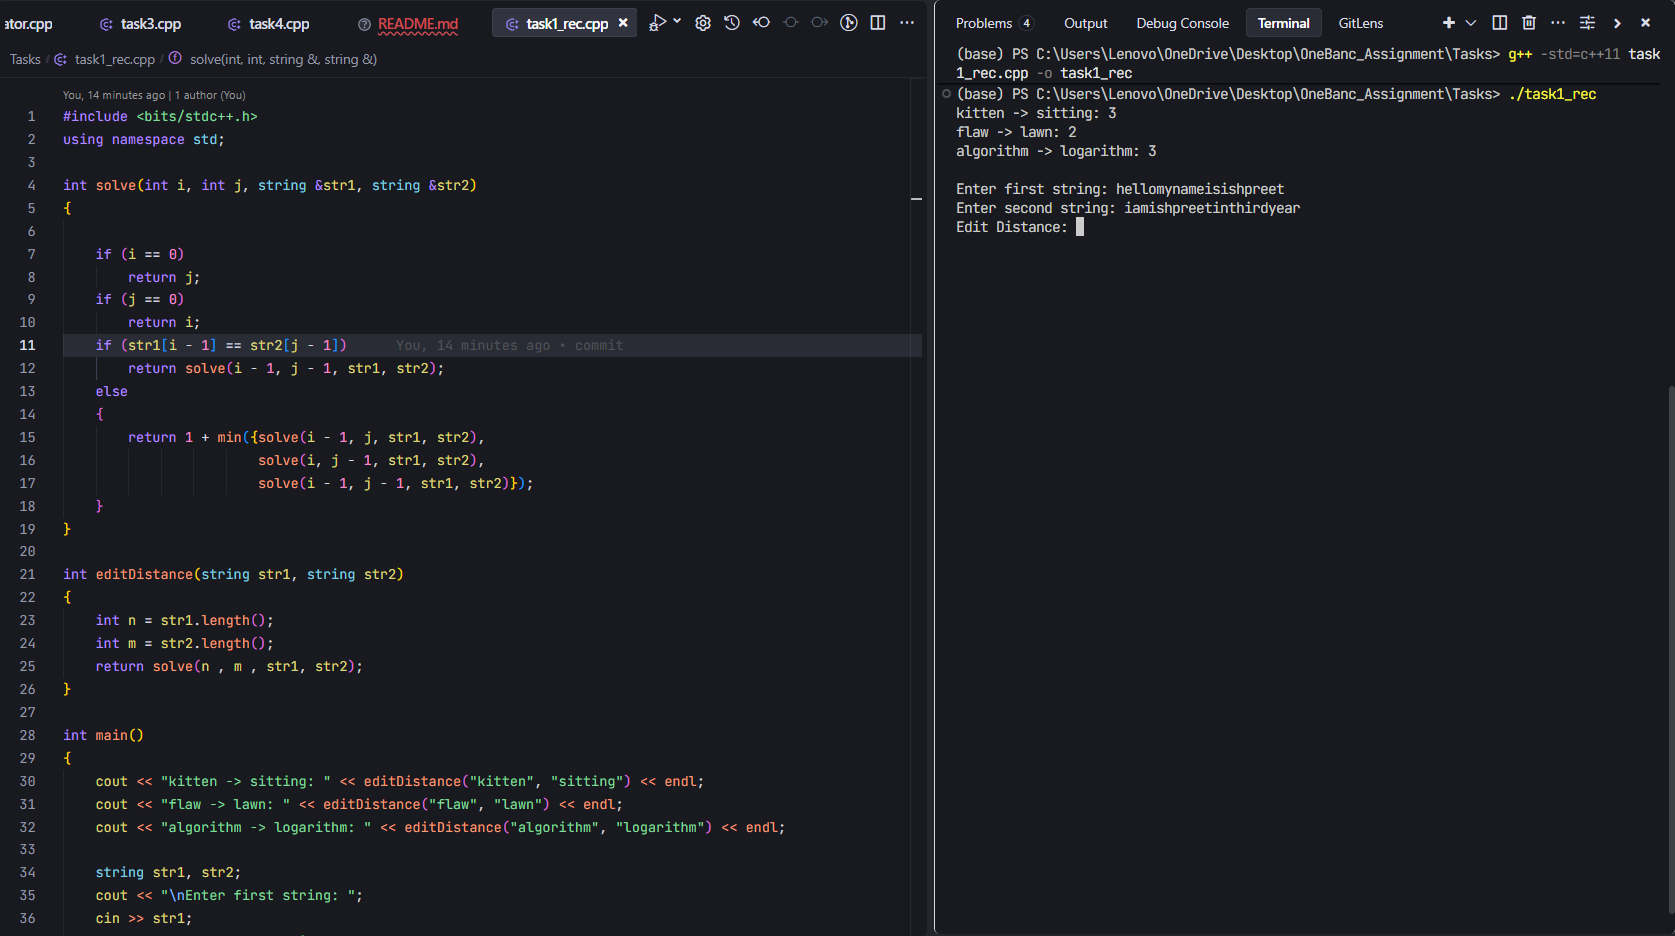 ator.cpp task3.cpp task4.cpp README.md task1_rec.cpp
Tasks / task1_rec.cpp / solve(int, int, string &, string &)
You, 14 minutes ago | 1 author (You)
1 #include <bits/stdc++.h>
2 using namespace std;
3
4 int solve(int i, int j, string &str1, string &str2)
5 {
6
7     if (i == 0)
8         return j;
9     if (j == 0)
10         return i;
11     if (str1[i - 1] == str2[j - 1])      You, 14 minutes ago • commit
12         return solve(i - 1, j - 1, str1, str2);
13     else
14     {
15         return 1 + min({solve(i - 1, j, str1, str2),
16                         solve(i, j - 1, str1, str2),
17                         solve(i - 1, j - 1, str1, str2)});
18     }
19 }
20
21 int editDistance(string str1, string str2)
22 {
23     int n = str1.length();
24     int m = str2.length();
25     return solve(n , m , str1, str2);
26 }
27
28 int main()
29 {
30     cout << "kitten -> sitting: " << editDistance("kitten", "sitting") << endl;
31     cout << "flaw -> lawn: " << editDistance("flaw", "lawn") << endl;
32     cout << "algorithm -> logarithm: " << editDistance("algorithm", "logarithm") << endl;
33
34     string str1, str2;
35     cout << "\nEnter first string: ";
36     cin >> str1;
Problems 4 Output Debug Console Terminal GitLens
(base) PS C:\Users\Lenovo\OneDrive\Desktop\OneBanc_Assignment\Tasks> g++ -std=c++11 task
1_rec.cpp -o task1_rec
(base) PS C:\Users\Lenovo\OneDrive\Desktop\OneBanc_Assignment\Tasks> ./task1_rec
kitten -> sitting: 3
flaw -> lawn: 2
algorithm -> logarithm: 3
Enter first string: hellomynameisishpreet
Enter second string: iamishpreetinthirdyear
Edit Distance: